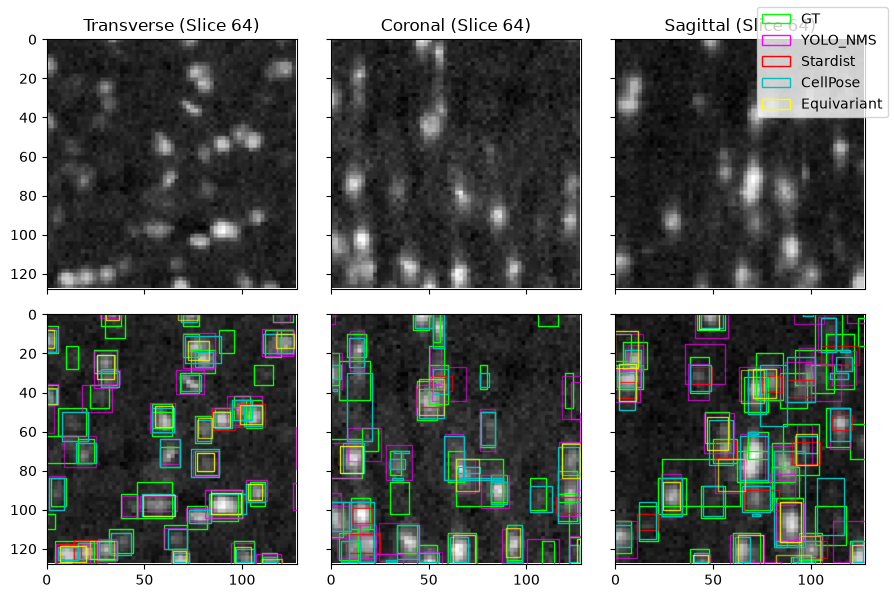 Transverse (Slice 64)
Coronal (Slice 64)
Sagittal (Slice 64)
GT
YOLO_NMS
Stardist
CellPose
Equivariant
0
20
40
60
80
100
120
0
20
40
60
80
100
120
0 50 100
0 50 100
0 50 100